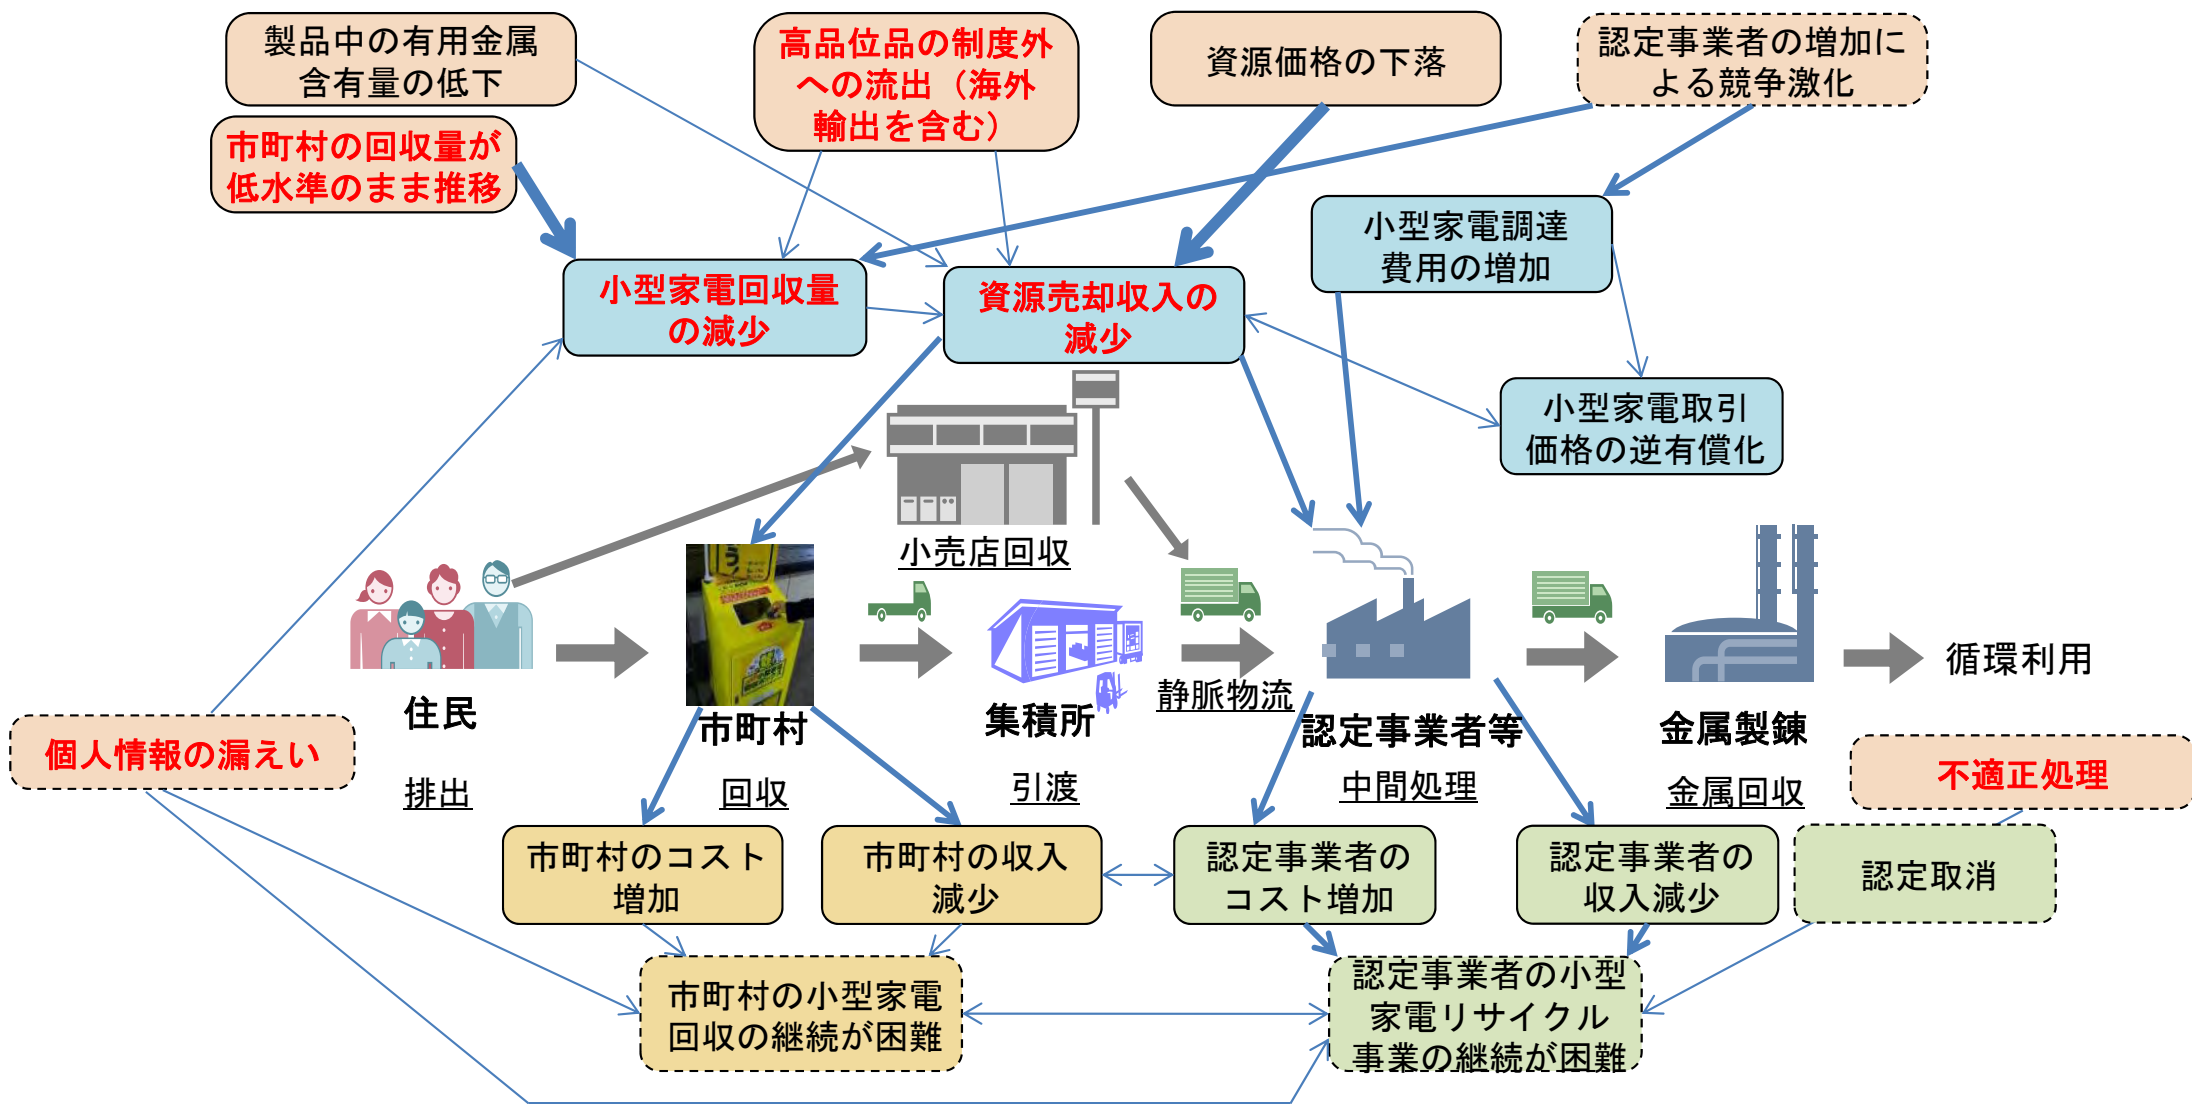 製品中の有用金属
含有量の低下
高品位品の制度外
への流出（海外
輸出を含む）
資源価格の下落
認定事業者の増加に
よる競争激化
市町村の回収量が
低水準のまま推移
小型家電調達
費用の増加
小型家電回収量
の減少
資源売却収入の
減少
小型家電取引
価格の逆有償化
小売店回収
住民
排出
市町村
回収
集積所
引渡
静脈物流
認定事業者等
中間処理
金属製錬
金属回収
循環利用
個人情報の漏えい
不適正処理
市町村のコスト
増加
市町村の収入
減少
認定事業者の
コスト増加
認定事業者の
収入減少
認定取消
市町村の小型家電
回収の継続が困難
認定事業者の小型
家電リサイクル
事業の継続が困難